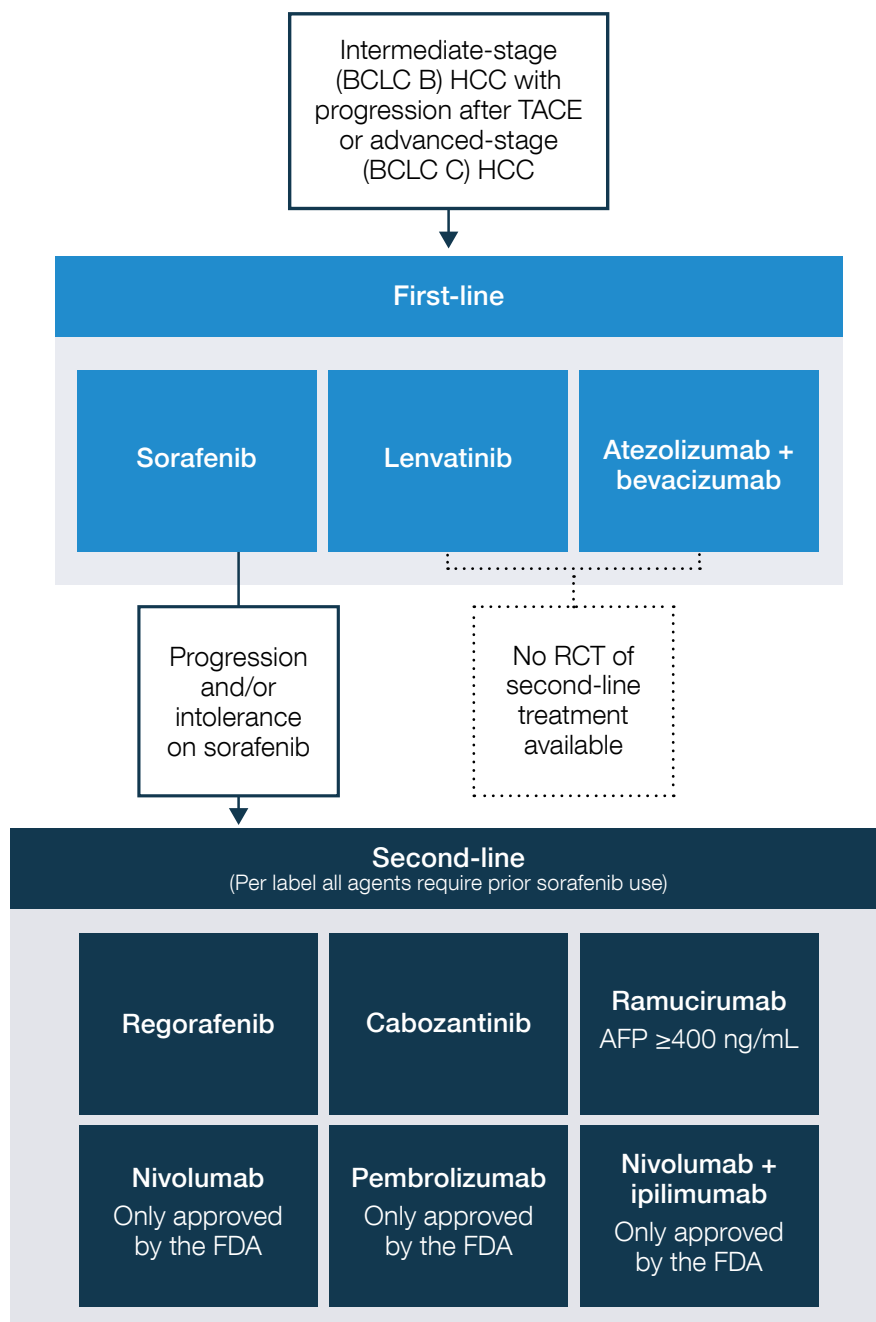 Intermediate-stage
(BCLC B) HCC with
progression after TACE
or advanced-stage
(BCLC C) HCC
First-line
Sorafenib
Lenvatinib
Atezolizumab +
bevacizumab
Progression
and/or
intolerance
on sorafenib
No RCT of
second-line
treatment
available
Second-line
(Per label all agents require prior sorafenib use)
Regorafenib
Cabozantinib
Ramucirumab
AFP ≥400 ng/mL
Nivolumab
Only approved
by the FDA
Pembrolizumab
Only approved
by the FDA
Nivolumab +
ipilimumab
Only approved
by the FDA